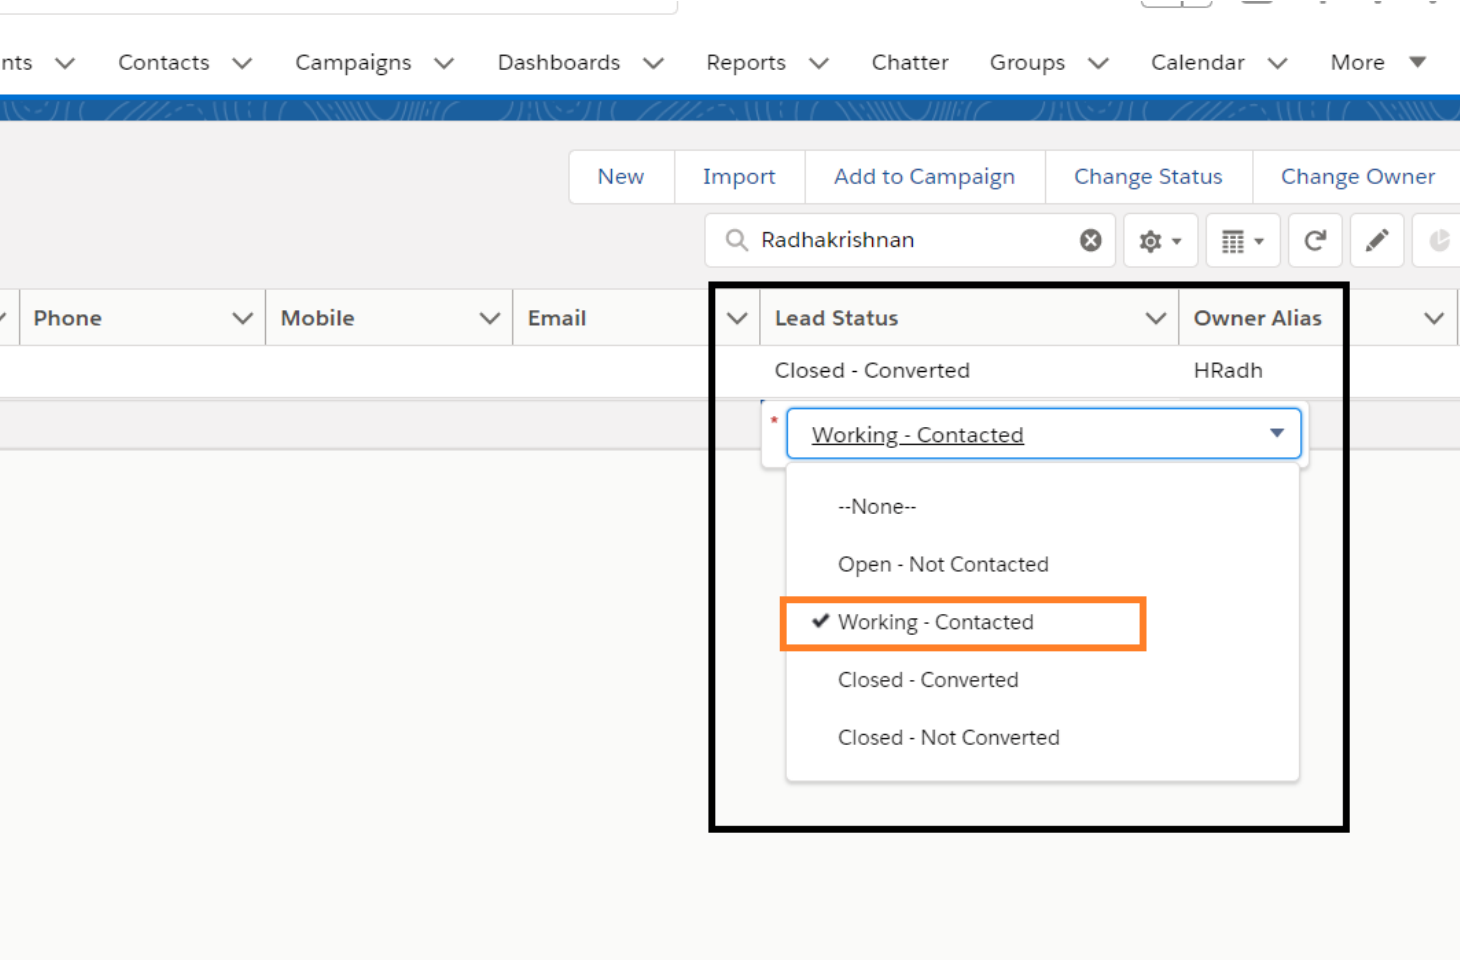 nts Contacts Campaigns Dashboards Reports Chatter Groups Calendar More
New Import Add to Campaign Change Status Change Owner
Radhakrishnan
Phone Mobile Email Lead Status Owner Alias
Closed - Converted HRadh
* Working - Contacted
--None--
Open - Not Contacted
Working - Contacted
Closed - Converted
Closed - Not Converted